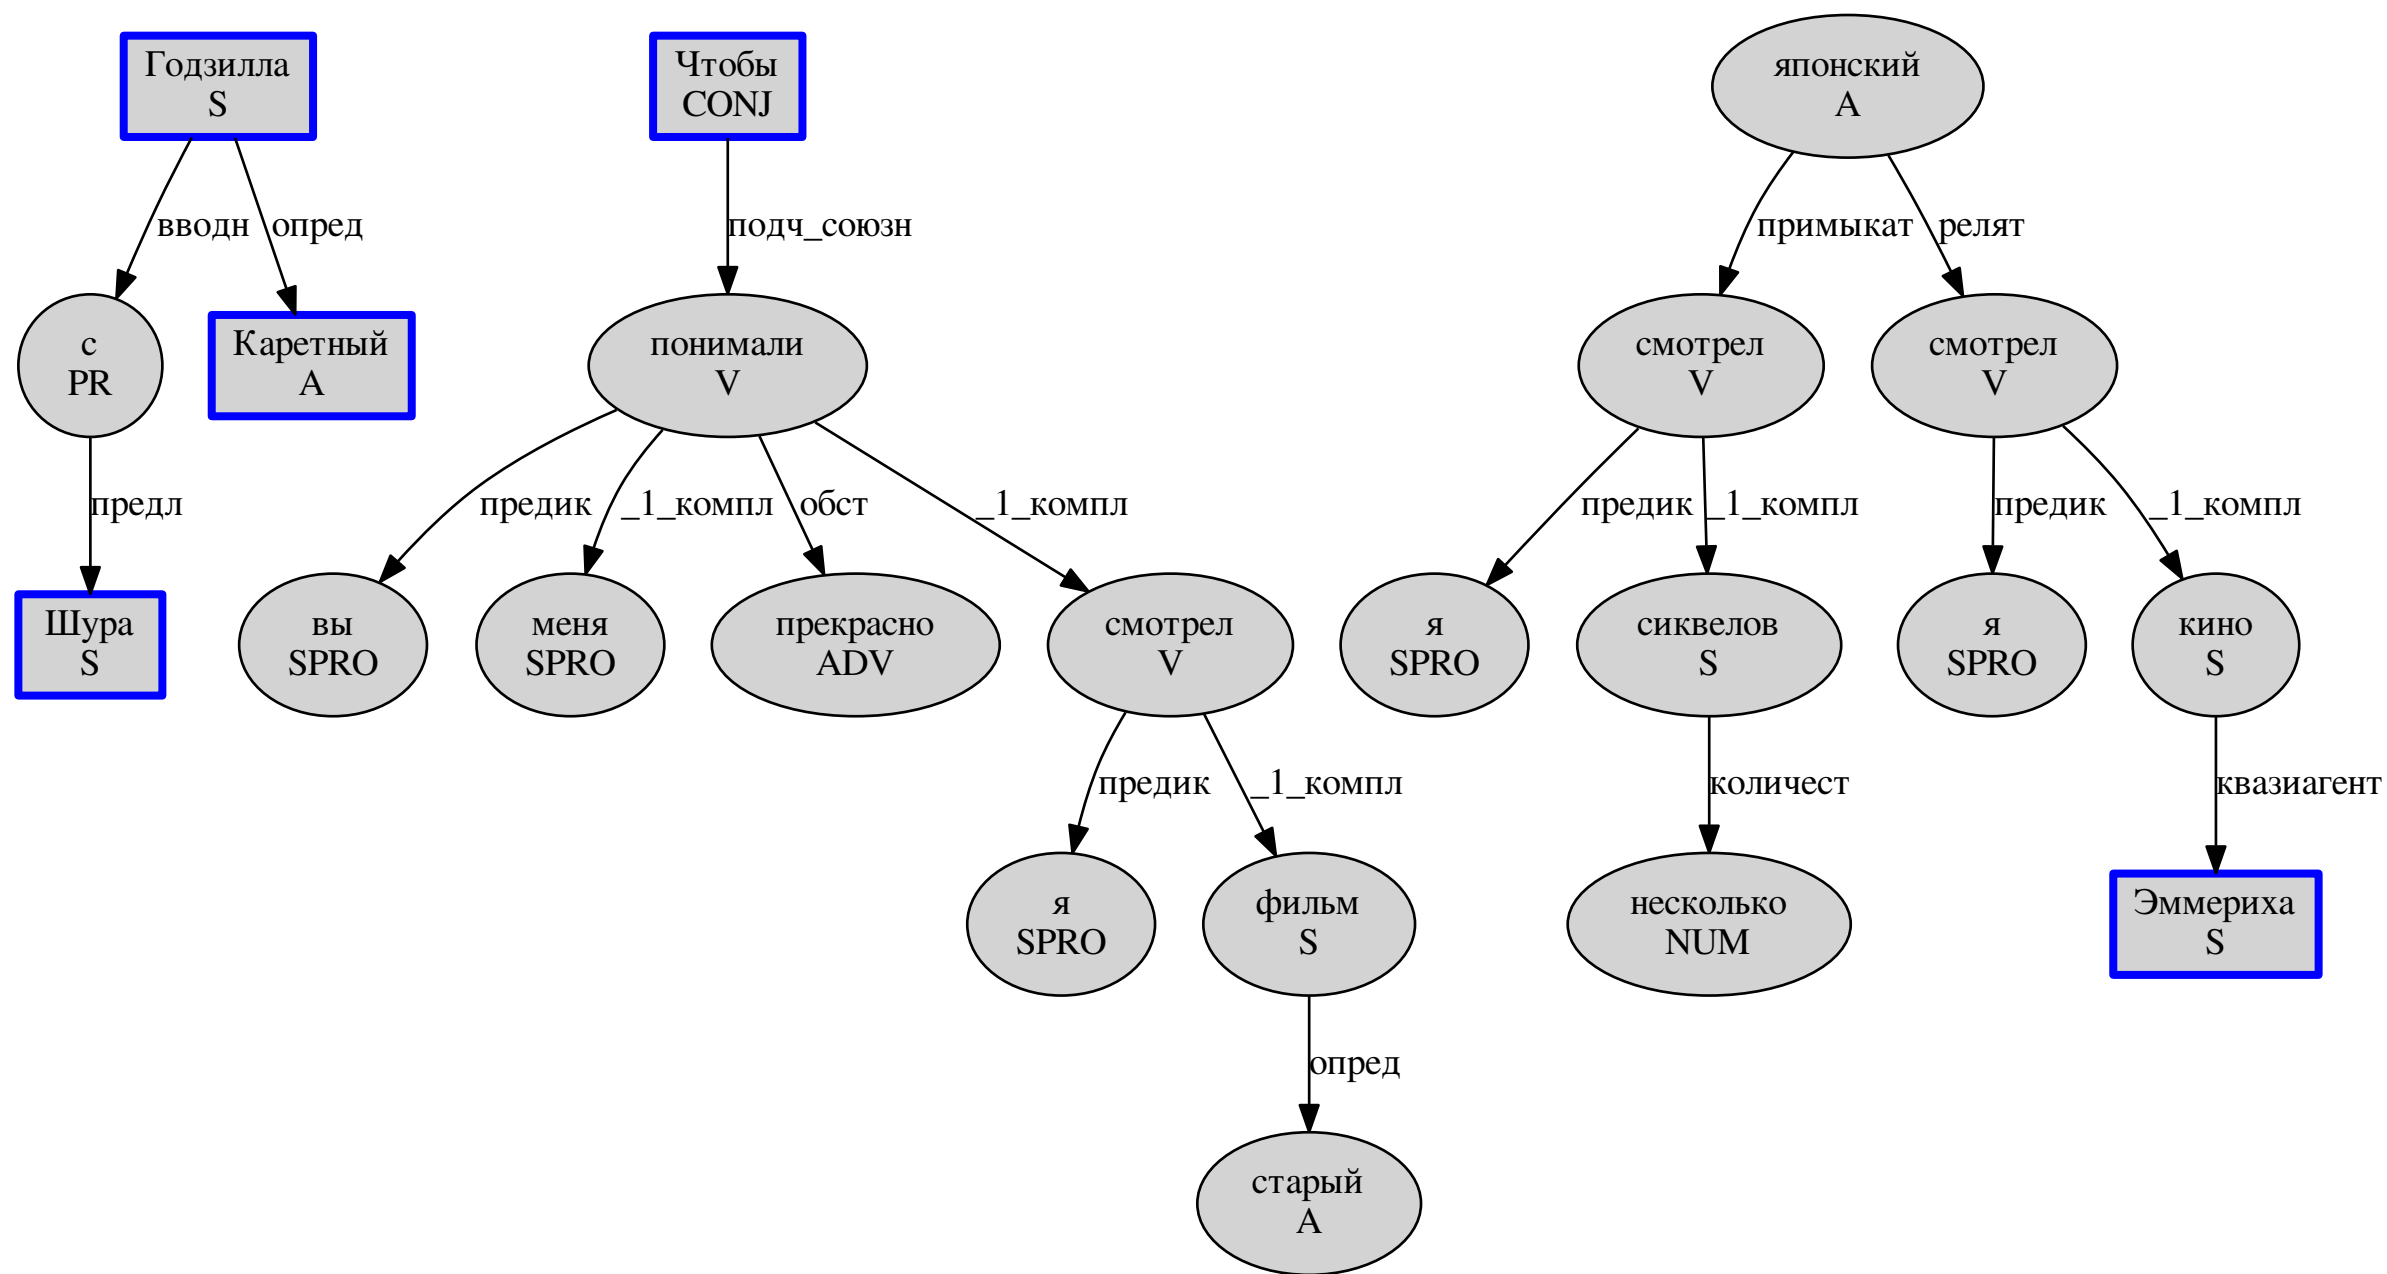 Годзилла
S
Чтобы
CONJ
японский
A
вводн
опред
подч_союзн
примыкат
релят
с
PR
Каретный
A
понимали
V
смотрел
V
смотрел
V
предл
предик
_1_компл
обст
_1_компл
предик
_1_компл
предик
_1_компл
Шура
S
вы
SPRO
меня
SPRO
прекрасно
ADV
смотрел
V
я
SPRO
сиквелов
S
я
SPRO
кино
S
предик
_1_компл
количест
квазиагент
я
SPRO
фильм
S
несколько
NUM
Эммериха
S
опред
старый
A